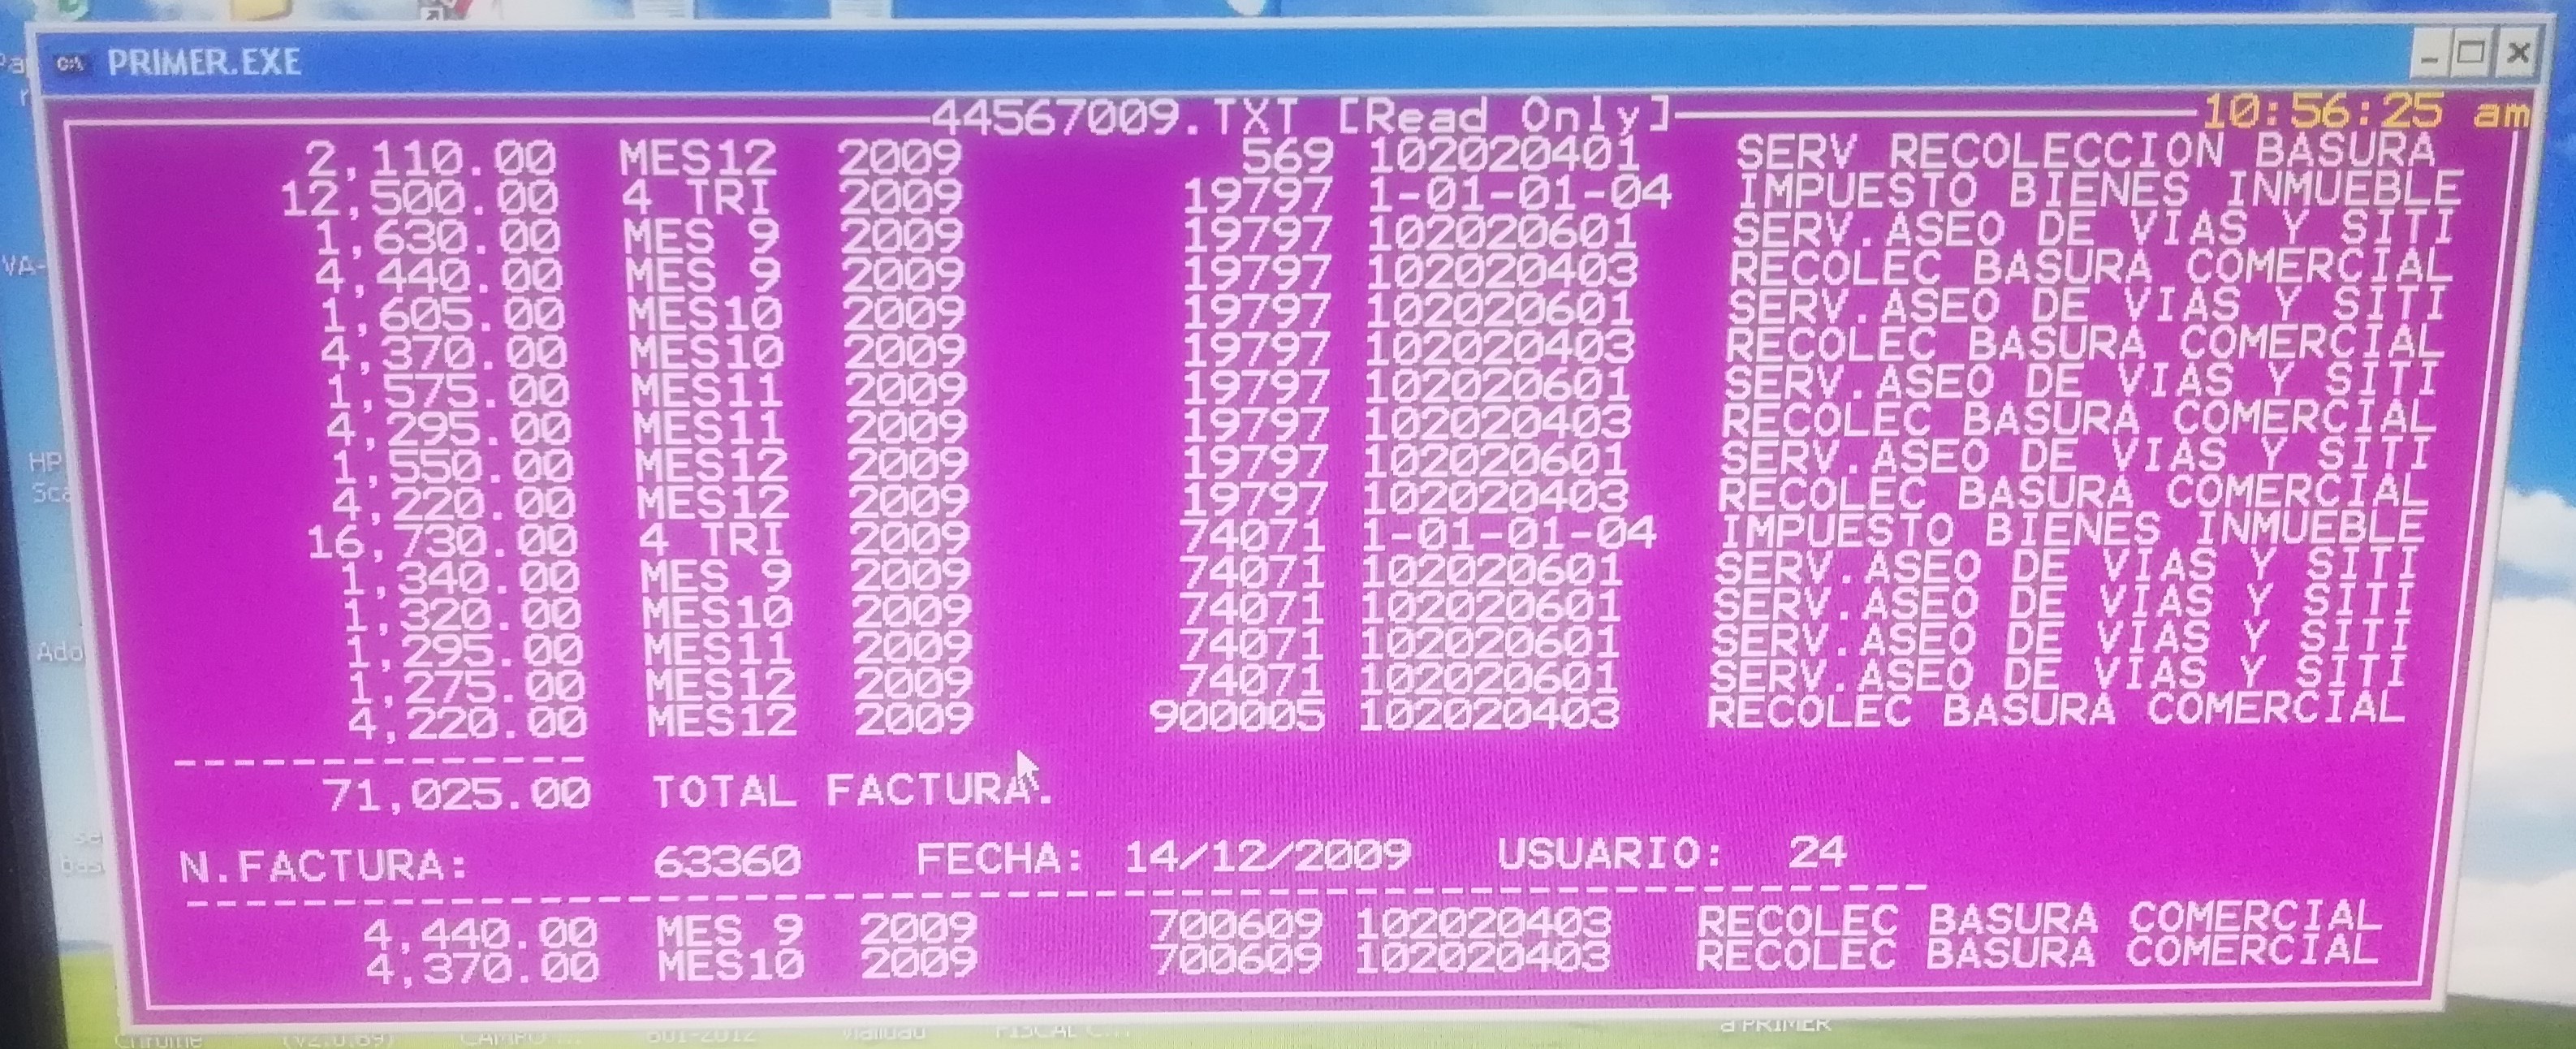 PRIMER.EXE
44567009.TXT [Read Only] 10:56:25 am
2,110.00 MES12 2009 569 102020401 SERV RECOLECCION BASURA
12,500.00 4 TRI 2009 19797 1-01-01-04 IMPUESTO BIENES INMUEBLE
1,630.00 MES 9 2009 19797 102020601 SERV.ASEO DE VIAS Y SITI
4,440.00 MES 9 2009 19797 102020403 RECOLEC BASURA COMERCIAL
1,605.00 MES10 2009 19797 102020601 SERV.ASEO DE VIAS Y SITI
4,370.00 MES10 2009 19797 102020403 RECOLEC BASURA COMERCIAL
1,575.00 MES11 2009 19797 102020601 SERV.ASEO DE VIAS Y SITI
4,295.00 MES11 2009 19797 102020403 RECOLEC BASURA COMERCIAL
1,550.00 MES12 2009 19797 102020601 SERV.ASEO DE VIAS Y SITI
4,220.00 MES12 2009 19797 102020403 RECOLEC BASURA COMERCIAL
16,730.00 4 TRI 2009 74071 1-01-01-04 IMPUESTO BIENES INMUEBLE
1,340.00 MES 9 2009 74071 102020601 SERV.ASEO DE VIAS Y SITI
1,320.00 MES10 2009 74071 102020601 SERV.ASEO DE VIAS Y SITI
1,295.00 MES11 2009 74071 102020601 SERV.ASEO DE VIAS Y SITI
1,275.00 MES12 2009 74071 102020601 SERV.ASEO DE VIAS Y SITI
4,220.00 MES12 2009 900005 102020403 RECOLEC BASURA COMERCIAL
-------------
71,025.00 TOTAL FACTURA.
N.FACTURA: 63360 FECHA: 14/12/2009 USUARIO: 24
------------------------------------------------------------
4,440.00 MES 9 2009 700609 102020403 RECOLEC BASURA COMERCIAL
4,370.00 MES10 2009 700609 102020403 RECOLEC BASURA COMERCIAL
VA-
HP
Ado
Chrome (v2.0.69) 601-2012 Vialidad a PRIMER